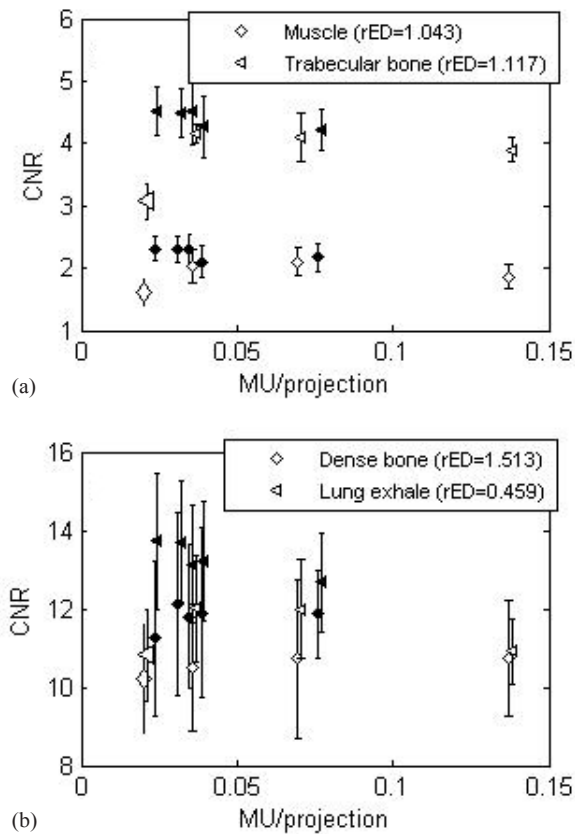 6
5
4
3
2
1
CNR
Muscle (rED=1.043)
Trabecular bone (rED=1.117)
0 0.05 0.1 0.15
MU/projection
(a)
16
14
12
10
8
CNR
Dense bone (rED=1.513)
Lung exhale (rED=0.459)
0 0.05 0.1 0.15
MU/projection
(b)